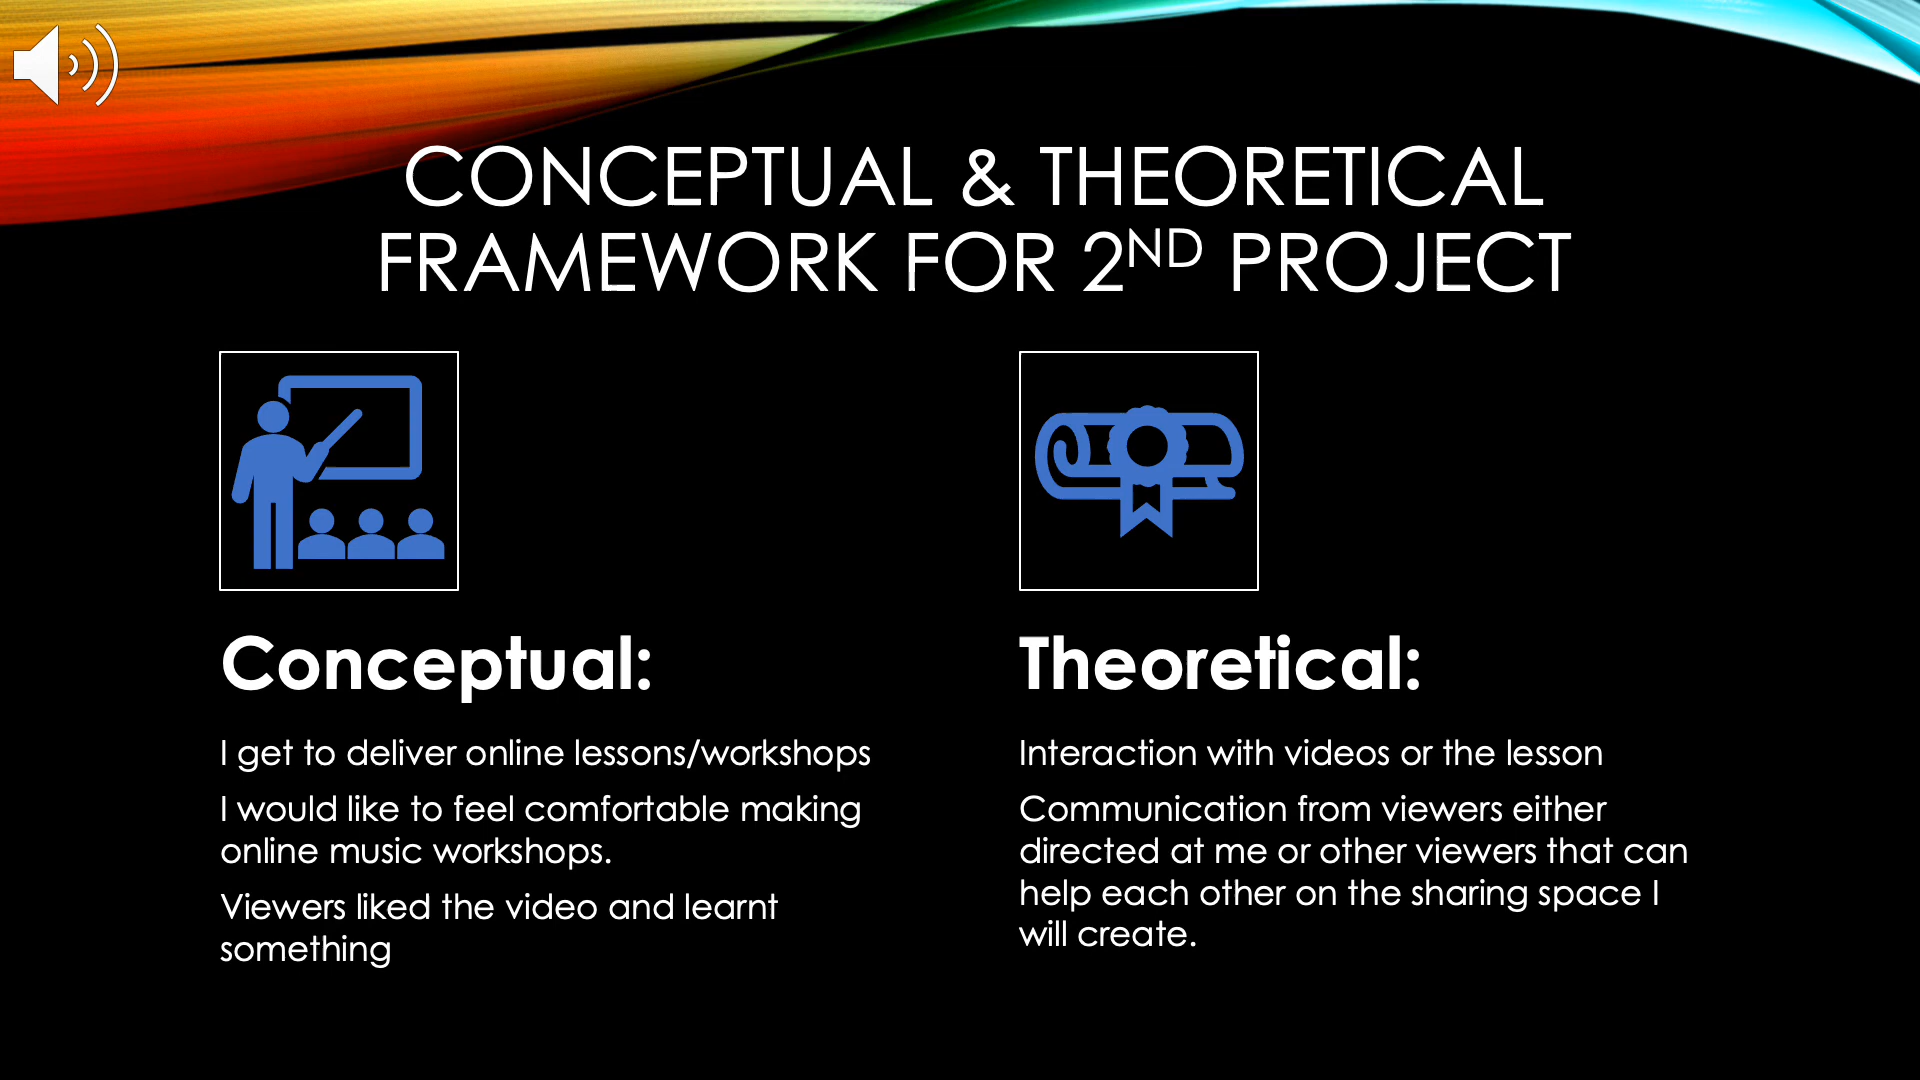 CONCEPTUAL & THEORETICAL
FRAMEWORK FOR 2ND PROJECT
Conceptual:
I get to deliver online lessons/workshops
I would like to feel comfortable making
online music workshops.
Viewers liked the video and learnt
something
Theoretical:
Interaction with videos or the lesson
Communication from viewers either
directed at me or other viewers that can
help each other on the sharing space I
will create.